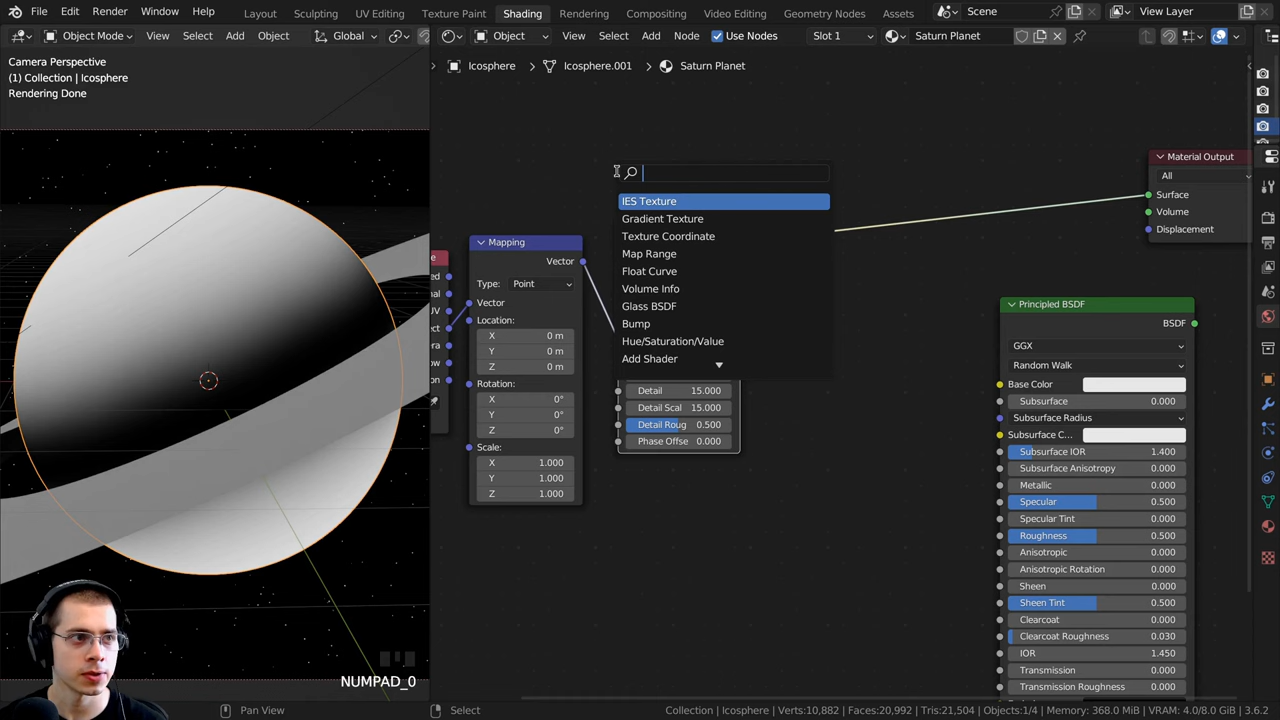 File Edit Render Window Help Layout Sculpting UV Editing Texture Paint Shading Rendering Compositing Video Editing Geometry Nodes Assets Scene View Layer
Object Mode View Select Add Object Global Object View Select Add Node Use Nodes Slot 1 Saturn Planet
Camera Perspective
(1) Collection | Icosphere
Rendering Done
Icosphere Icosphere.001 Saturn Planet
IES Texture
Gradient Texture
Texture Coordinate
Map Range
Float Curve
Volume Info
Glass BSDF
Bump
Hue/Saturation/Value
Add Shader
Material Output
All
Surface
Volume
Displacement
Mapping
Vector
Type: Point
Vector
Location:
X 0 m
Y 0 m
Z 0 m
Rotation:
X 0°
Y 0°
Z 0°
Scale:
X 1.000
Y 1.000
Z 1.000
Detail 15.000
Detail Scal 15.000
Detail Roug 0.500
Phase Offse 0.000
Principled BSDF
BSDF
GGX
Random Walk
Base Color
Subsurface 0.000
Subsurface Radius
Subsurface C...
Subsurface IOR 1.400
Subsurface Anisotropy 0.000
Metallic 0.000
Specular 0.500
Specular Tint 0.000
Roughness 0.500
Anisotropic 0.000
Anisotropic Rotation 0.000
Sheen 0.000
Sheen Tint 0.500
Clearcoat 0.000
Clearcoat Roughness 0.030
IOR 1.450
Transmission 0.000
Transmission Roughness 0.000
NUMPAD_0
Pan View Select Collection | Icosphere | Verts:10,882 | Faces:20,992 | Tris:21,504 | Objects:1/4 | Memory: 368.0 MiB | VRAM: 4.0/8.0 GiB | 3.6.2